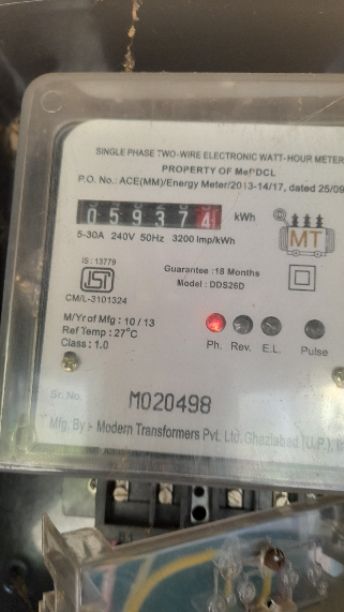 SINGLE PHASE TWO-WIRE ELECTRONIC WATT-HOUR METER
PROPERTY OF MePDCL
P.O. No.: ACE(MM)/Energy Meter/2013-14/17, dated 25/09
059374 kWh
MT
5-30A 240V 50Hz 3200 Imp/kWh
IS : 13779
CM/L-3101324
Guarantee :18 Months
Model : DDS26D
M/Yr of Mfg : 10 / 13
Ref Temp : 27°C
Class : 1.0
Ph. Rev. E.L. Pulse
Sr. No. M020498
Mfg. By :- Modern Transformers Pvt. Ltd. Ghaziabad (U.P.),